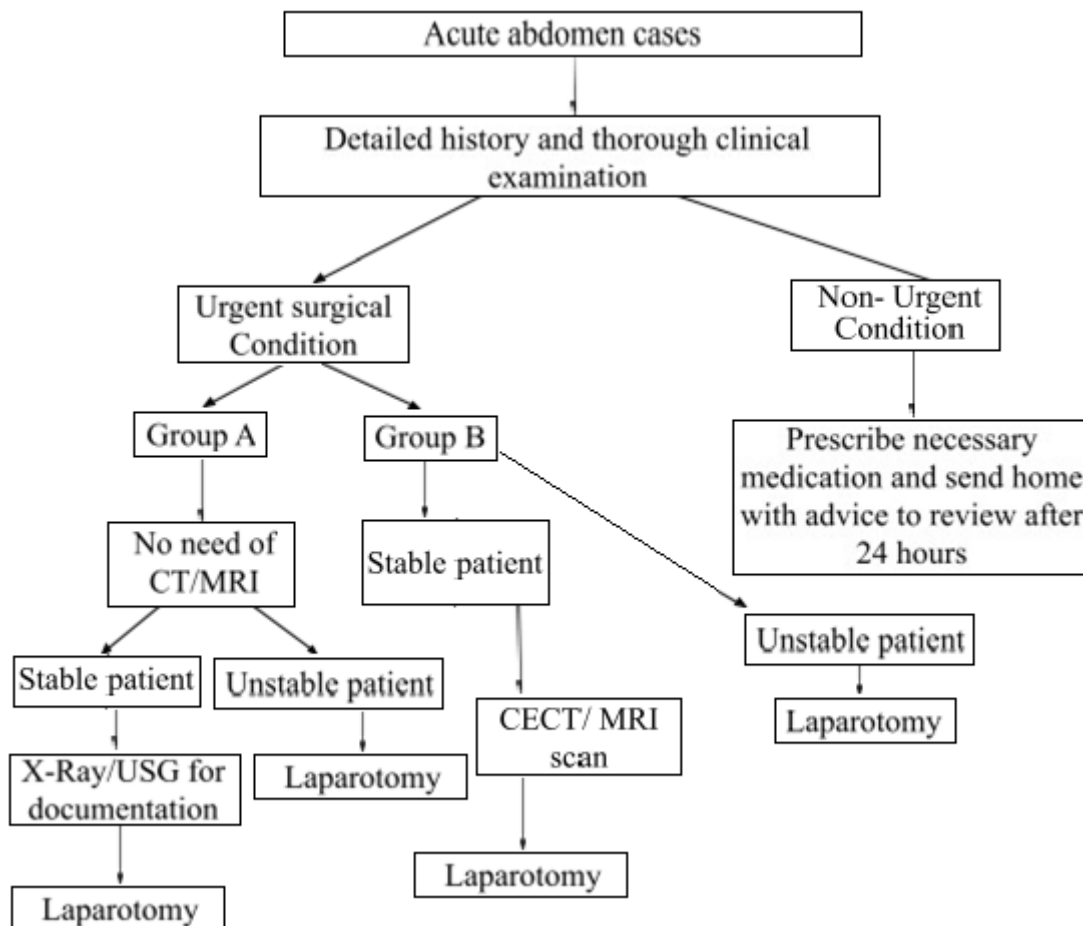 Acute abdomen cases
Detailed history and thorough clinical
examination
Urgent surgical
Condition
Non- Urgent
Condition
Group A
Group B
Prescribe necessary
medication and send home
with advice to review after
24 hours
No need of
CT/MRI
Stable patient
Stable patient
Unstable patient
Unstable patient
Laparotomy
CECT/ MRI
scan
Laparotomy
X-Ray/USG for
documentation
Laparotomy
Laparotomy